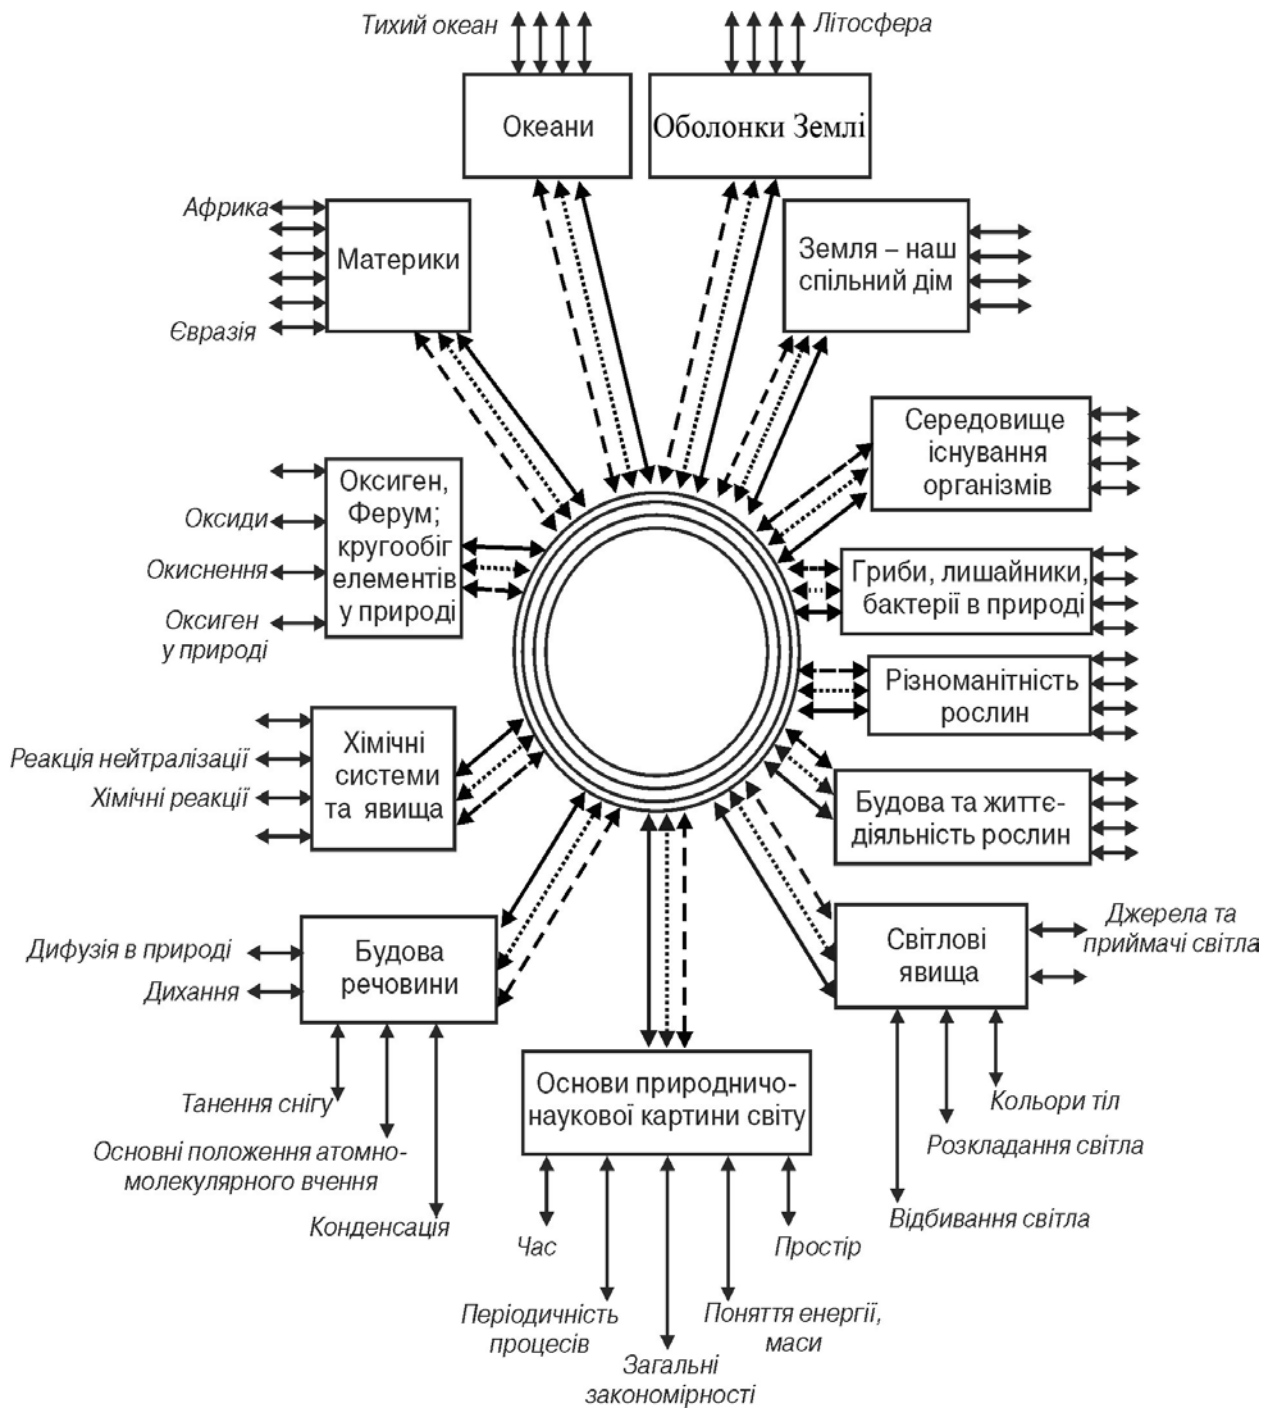 Тихий океан
Літосфера
Океани
Оболонки Землі
Африка
Материки
Євразія
Земля – наш
спільний дім
Середовище
існування
організмів
Оксиген,
Ферум;
кругообіг
елементів
у природі
Оксиди
Окиснення
Оксиген
у природі
Гриби, лишайники,
бактерії в природі
Різноманітність
рослин
Хімічні
системи
та явища
Реакція нейтралізації
Хімічні реакції
Будова та життє-
діяльність рослин
Будова
речовини
Дифузія в природі
Дихання
Світлові
явища
Джерела та
приймачі світла
Танення снігу
Основні положення атомно-
молекулярного вчення
Конденсація
Основи природничо-
наукової картини світу
Кольори тіл
Розкладання світла
Відбивання світла
Час
Простір
Періодичність
процесів
Поняття енергії,
маси
Загальні
закономірності